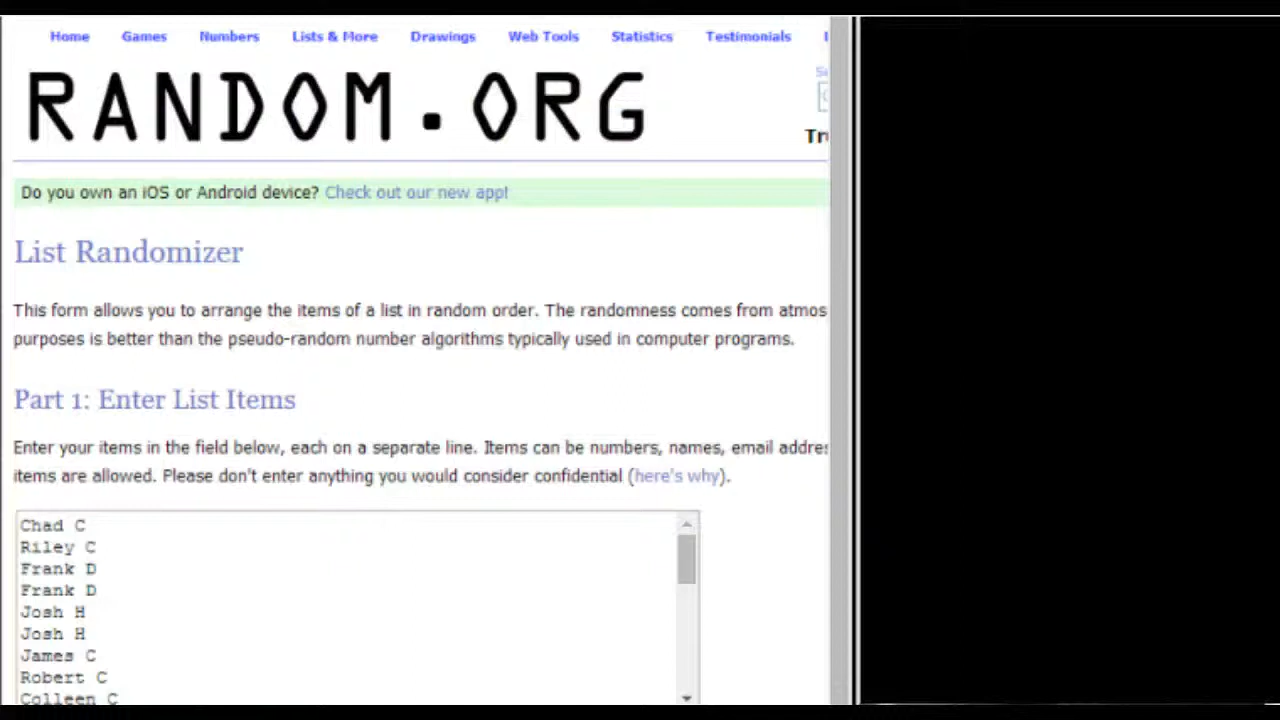 Home Games Numbers Lists & More Drawings Web Tools Statistics Testimonials
RANDOM.ORG
Do you own an iOS or Android device? Check out our new app!
List Randomizer
This form allows you to arrange the items of a list in random order. The randomness comes from atmos
purposes is better than the pseudo-random number algorithms typically used in computer programs.
Part 1: Enter List Items
Enter your items in the field below, each on a separate line. Items can be numbers, names, email addre
items are allowed. Please don't enter anything you would consider confidential (here's why).
Chad C
Riley C
Frank D
Frank D
Josh H
Josh H
James C
Robert C
Colleen C